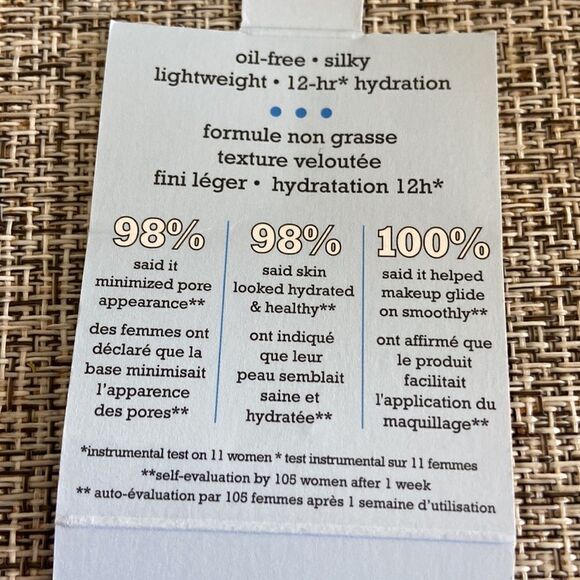 oil-free • silky
lightweight • 12-hr* hydration
• • •
formule non grasse
texture veloutée
fini léger • hydratation 12h*
98%
said it
minimized pore
appearance**
des femmes ont
déclaré que la
base minimisait
l'apparence
des pores**
98%
said skin
looked hydrated
& healthy**
ont indiqué
que leur
peau semblait
saine et
hydratée**
100%
said it helped
makeup glide
on smoothly**
ont affirmé que
le produit
facilitait
l'application du
maquillage**
*instrumental test on 11 women * test instrumental sur 11 femmes
**self-evaluation by 105 women after 1 week
** auto-évaluation par 105 femmes après 1 semaine d'utilisation